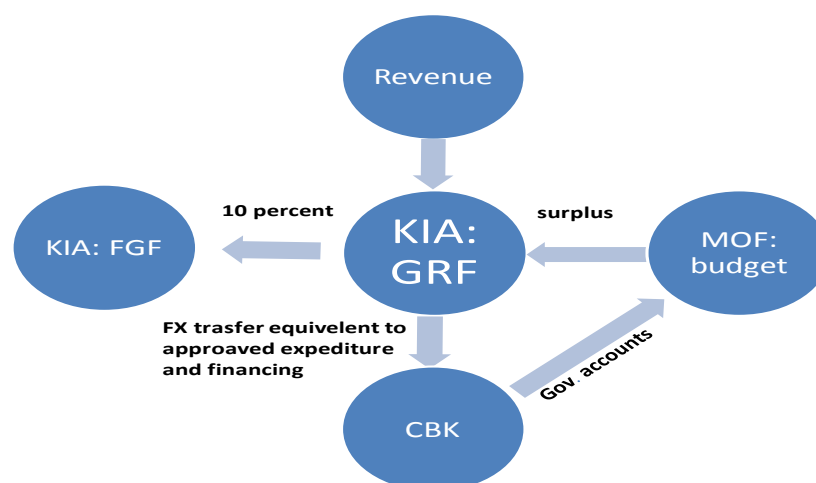 Revenue
10 percent
surplus
KIA: FGF
KIA:
GRF
MOF:
budget
FX trasfer equivelent to
approaved expediture
and financing
Gov. accounts
CBK